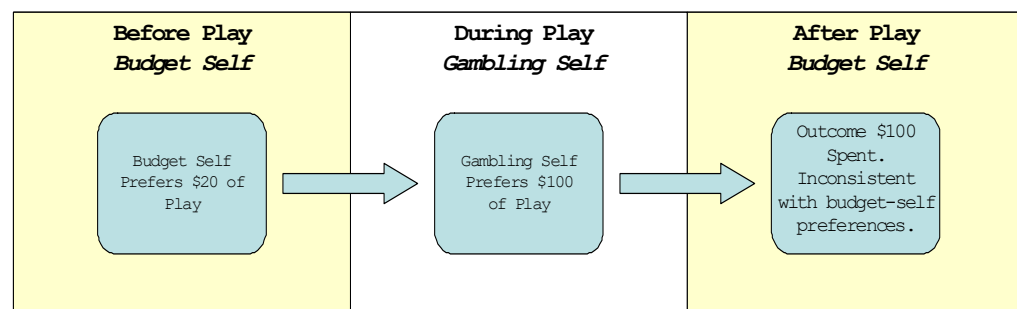 Before Play
Budget Self
During Play
Gambling Self
After Play
Budget Self
Budget Self
Prefers $20 of
Play
Gambling Self
Prefers $100
of Play
Outcome $100
Spent.
Inconsistent
with budget-self
preferences.